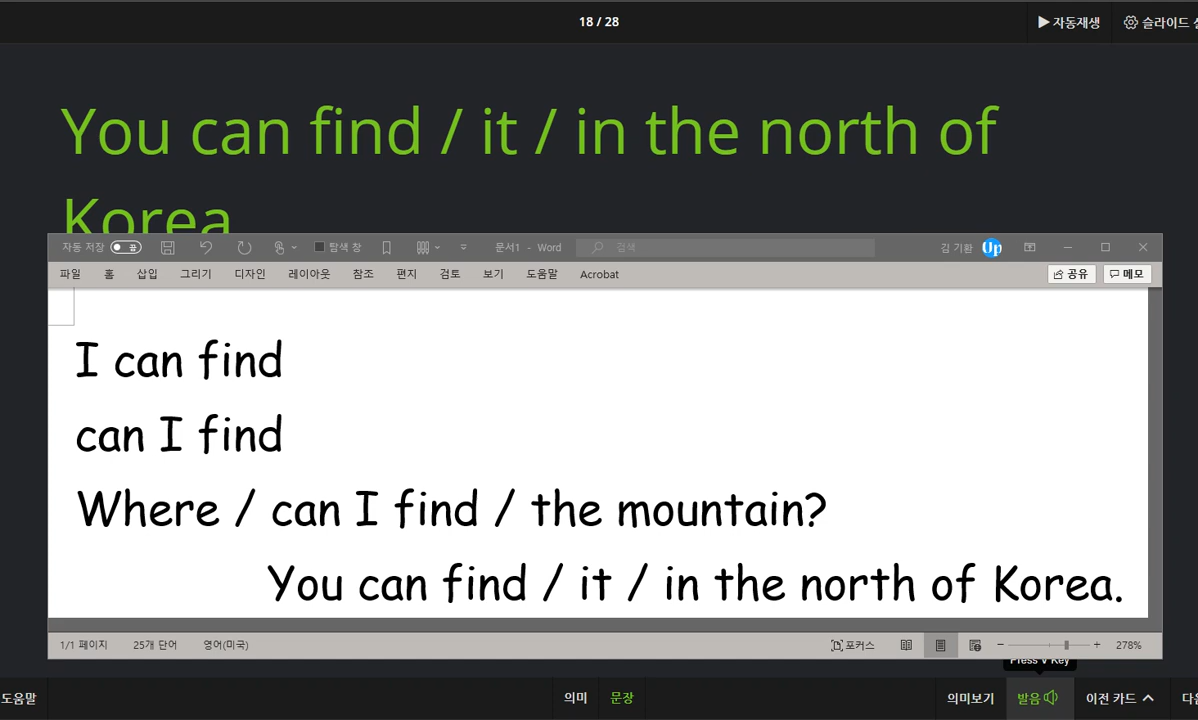 18 / 28
▶ 자동재생
슬라이드
You can find / it / in the north of
Korea
자동 저장
탐색 창
문서1 - Word
검색
김 기환
Up
파일 홈 삽입 그리기 디자인 레이아웃 참조 편지 검토 보기 도움말 Acrobat
공유
메모
I can find
can I find
Where / can I find / the mountain?
You can find / it / in the north of Korea.
1/1 페이지 25개 단어 영어(미국)
포커스
278%
Press V Key
도움말
의미 문장
의미보기 발음 이전 카드